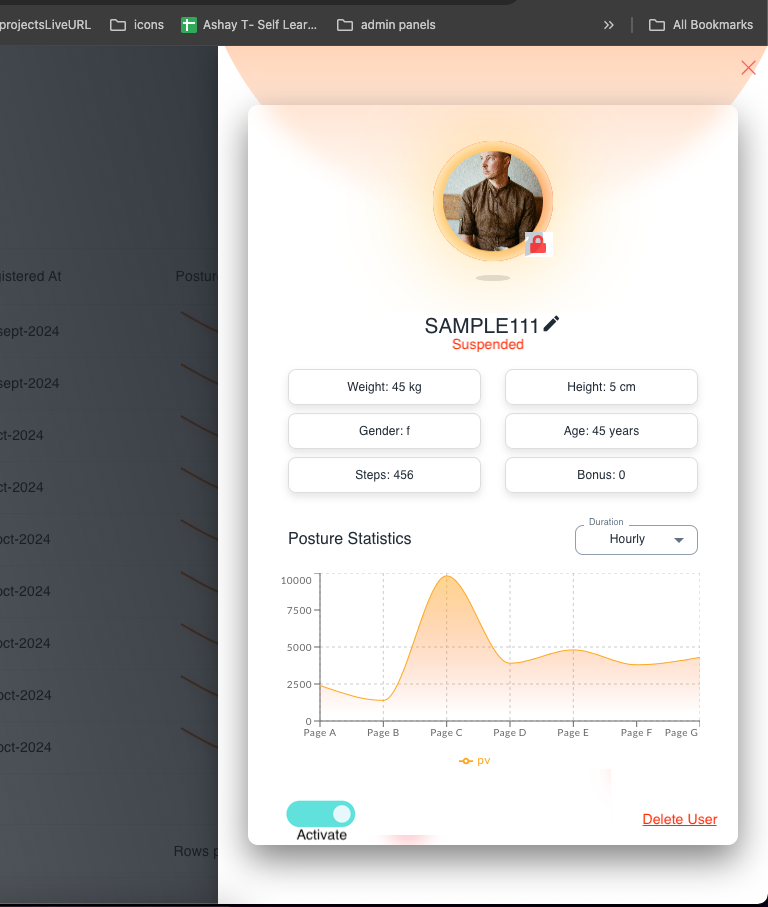 projectsLiveURL icons Ashay T- Self Lear... admin panels » All Bookmarks
SAMPLE111
Suspended
Weight: 45 kg Height: 5 cm
Gender: f Age: 45 years
Steps: 456 Bonus: 0
Duration
Posture Statistics Hourly
10000
7500
5000
2500
0
Page A Page B Page C Page D Page E Page F Page G
pv
Activate
Delete User
istered At Postur
sept-2024
sept-2024
ct-2024
ct-2024
oct-2024
oct-2024
oct-2024
oct-2024
oct-2024
Rows p